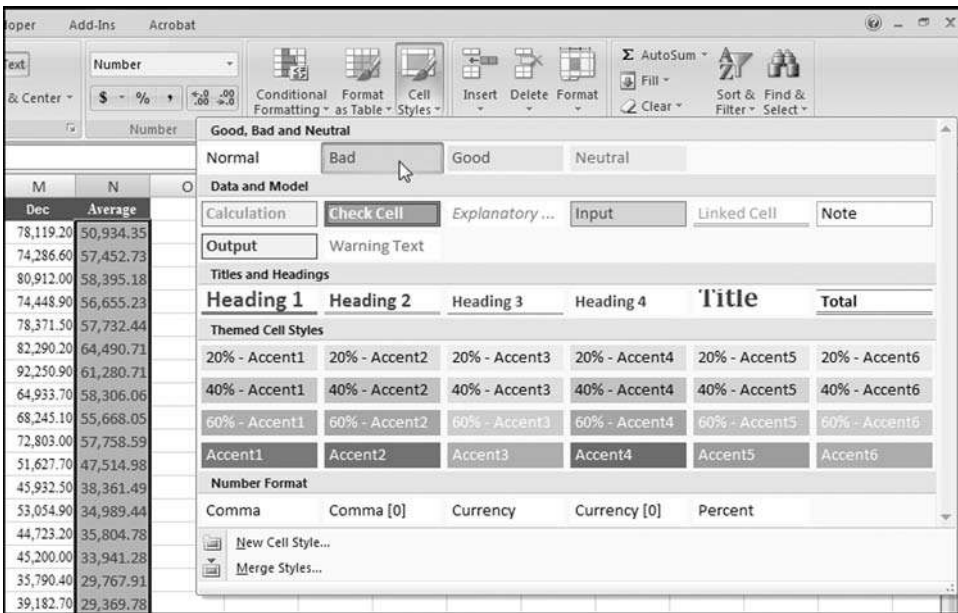 loper Add-Ins Acrobat
Text Number Σ AutoSum
Fill
& Center $ % , Conditional Formatting Format as Table Cell Styles Insert Delete Format Clear Sort & Filter Find & Select
Number
Good, Bad and Neutral
Normal Bad Good Neutral
Data and Model
Calculation Check Cell Explanatory ... Input Linked Cell Note
Output Warning Text
Titles and Headings
Heading 1 Heading 2 Heading 3 Heading 4 Title Total
Themed Cell Styles
20% - Accent1 20% - Accent2 20% - Accent3 20% - Accent4 20% - Accent5 20% - Accent6
40% - Accent1 40% - Accent2 40% - Accent3 40% - Accent4 40% - Accent5 40% - Accent6
60% - Accent1 60% - Accent2 60% - Accent3 60% - Accent4 60% - Accent5 60% - Accent6
Accent1 Accent2 Accent3 Accent4 Accent5 Accent6
Number Format
Comma Comma [0] Currency Currency [0] Percent
New Cell Style...
Merge Styles...
M N O
Dec Average
78,119.20 50,934.35
74,286.60 57,452.73
80,912.00 58,395.18
74,448.90 56,655.23
78,371.50 57,732.44
82,290.20 64,490.71
92,250.90 61,280.71
64,933.70 58,306.06
68,245.10 55,668.05
72,803.00 57,758.59
51,627.70 47,514.98
45,932.50 38,361.49
53,054.90 34,989.44
44,723.20 35,804.78
45,200.00 33,941.28
35,790.40 29,767.91
39,182.70 29,369.78